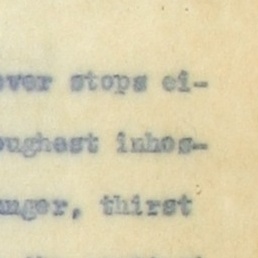 ever stops ei-
oughest inhos-
unger, thirst